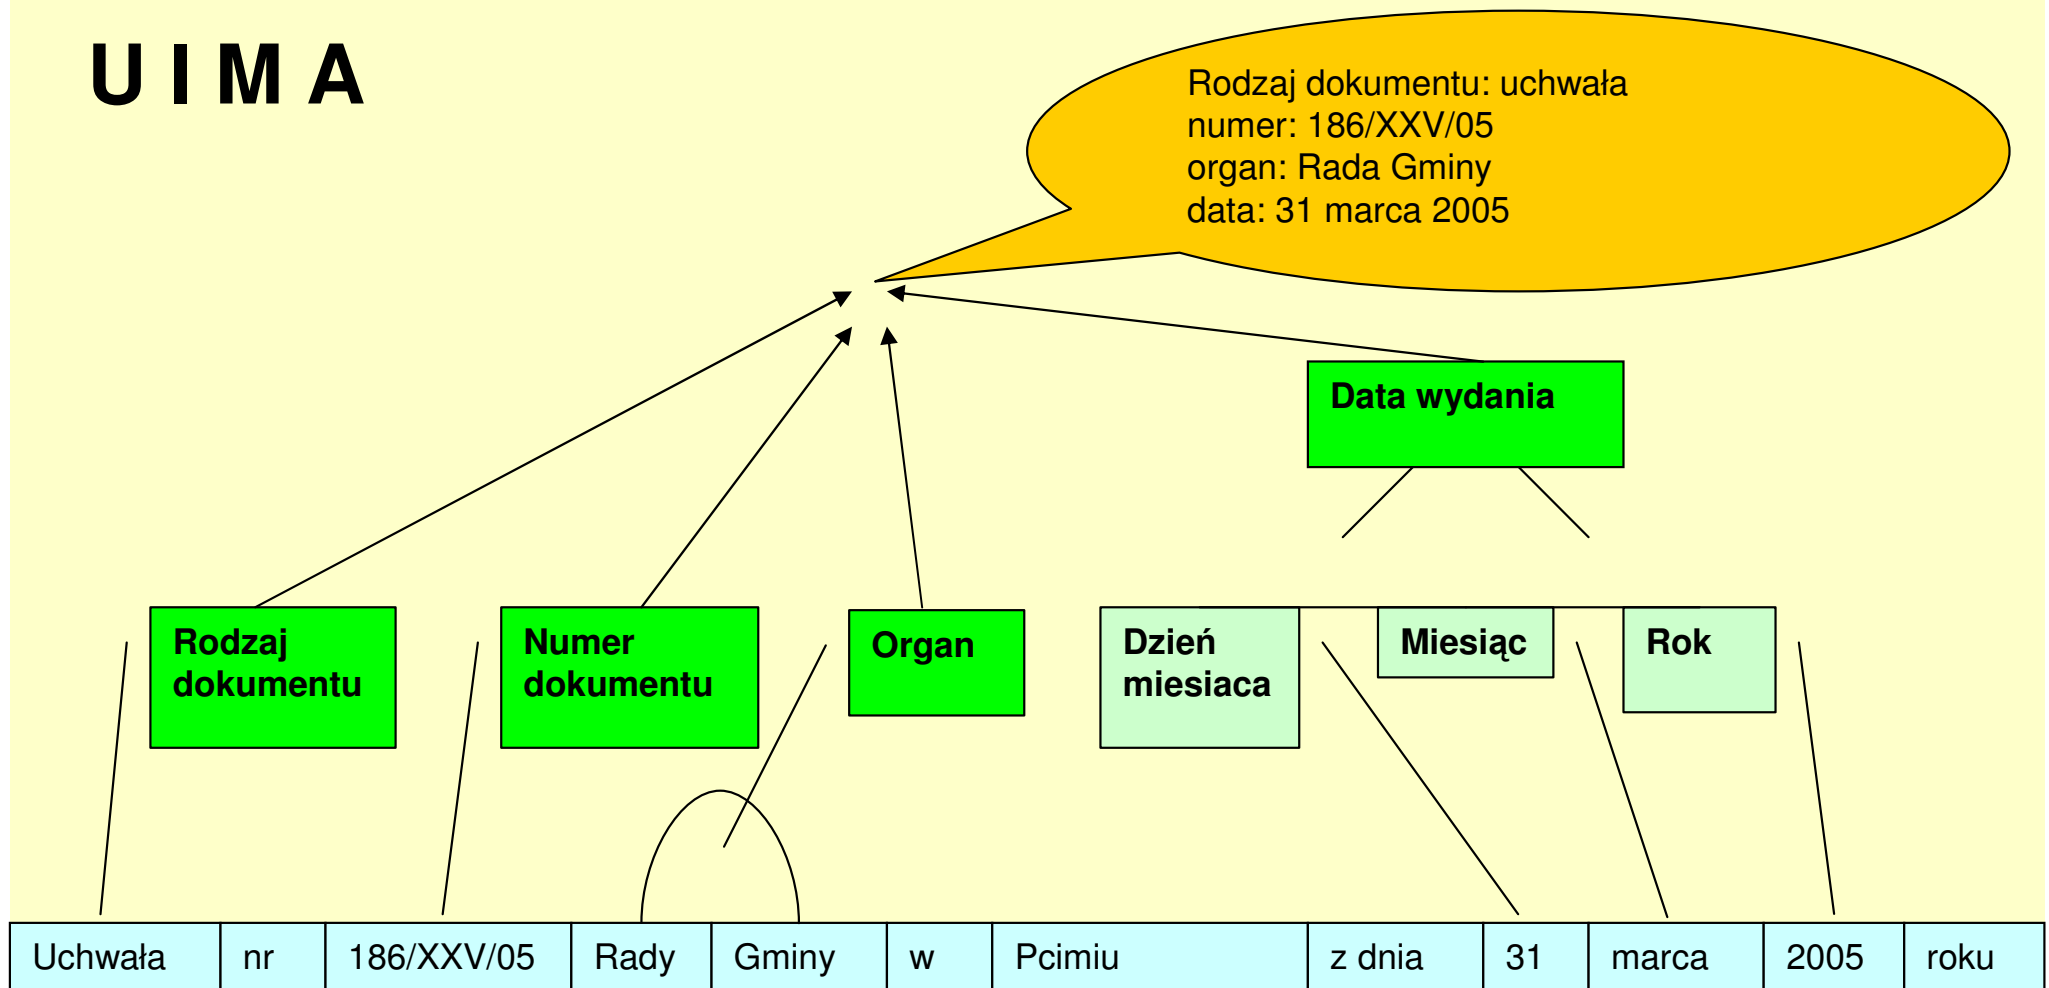 U I M A
Rodzaj dokumentu: uchwała
numer: 186/XXV/05
organ: Rada Gminy
data: 31 marca 2005
Data wydania
Rodzaj
dokumentu
Numer
dokumentu
Organ
Dzień
miesiaca
Miesiąc
Rok
Uchwała nr 186/XXV/05 Rady Gminy w Pcimiu z dnia 31 marca 2005 roku